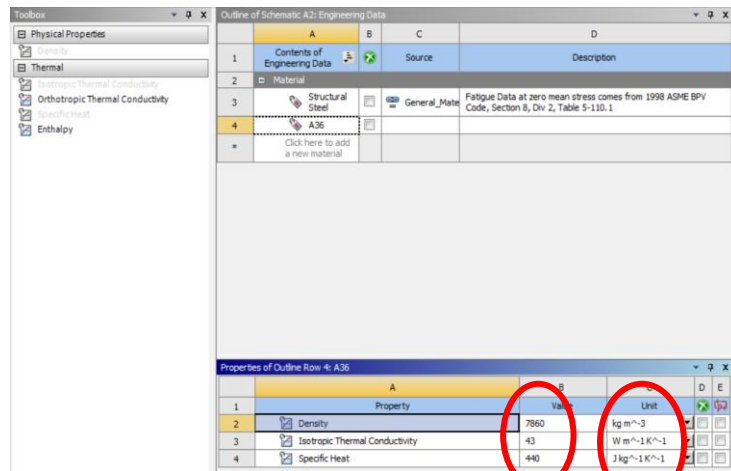 Toolbox
Physical Properties
Density
Thermal
Isotropic Thermal Conductivity
Orthotropic Thermal Conductivity
Specific Heat
Enthalpy
Outline of Schematic A2: Engineering Data
A B C D
1 Contents of Engineering Data Source Description
2 Material
3 Structural Steel General_Mate Fatigue Data at zero mean stress comes from 1998 ASME BPV
Code, Section 8, Div 2, Table 5-110.1
4 A36
* Click here to add
a new material
Properties of Outline Row 4: A36
A B C D E
1 Property Value Unit
2 Density 7860 kg m^-3
3 Isotropic Thermal Conductivity 43 W m^-1 K^-1
4 Specific Heat 440 J kg^-1 K^-1